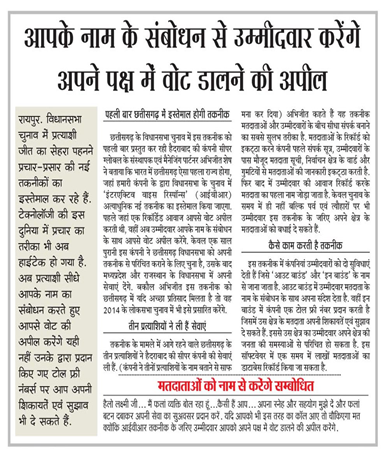 आपके नाम के संबोधन से उम्मीदवार करेंगे
अपने पक्ष में वोट डालने की अपील
रायपुर. विधानसभा
चुनाव में प्रत्याशी
जीत का सेहरा पहनने
प्रचार-प्रसार की नई
तकनीकों का
इस्तेमाल कर रहे हैं.
टेक्नोलॉजी की इस
दुनिया में प्रचार का
तरीका भी अब
हाईटेक हो गया है.
अब प्रत्याशी सीधे
आपके नाम का
संबोधन करते हुए
आपसे वोट की
अपील करेंगे यही
नहीं उनके द्वारा प्रदान
किए गए टोल फ्री
नंबर्स पर आप अपनी
शिकायतें एवं सुझाव
भी दे सकते हैं.
पहली बार छत्तीसगढ़ में इस्तेमाल होगी तकनीक
छत्तीसगढ़ के विधानसभा चुनाव में इस तकनीक को
पहली बार प्रस्तुत कर रही हैदराबाद की कंपनी सीपर
ग्लोबल के संस्थापक एवं मैनेजिंग पार्टनर अभिजीत शेष
ने बताया कि भारत में छत्तीसगढ़ ऐसा पहला राज्य होगा,
जहां हमारी कंपनी के द्वारा विधानसभा के चुनाव में
'इंटरएक्टिव वाइस रिस्पॉन्स' (आईवीआर)
अत्याधुनिक नई तकनीक का इस्तेमाल किया जाएगा.
पहले जहां एक रिकॉर्डिड आवाज आपसे वोट अपील
करती थी, वहीं अब उम्मीदवार आपके नाम के संबोधन
के साथ आपसे वोट अपील करेंगे. केवल एक साल
पुरानी इस कंपनी ने छत्तीसगढ़ विधानसभा को अपनी
तकनीक से परिचित कराने के लिए चुना है, उसके बाद
मध्यप्रदेश और राजस्थान के विधानसभा में अपनी
सेवाएं देंगे. बकौल अभिजीत इस तकनीक को
छत्तीसगढ़ में यदि अच्छा प्रतिसाद मिलता है तो वह
2014 के लोकसभा चुनाव में भी इसे प्रसारित करेंगे.
तीन प्रत्याशियों ने ली हैं सेवाएं
तकनीक के मामले में आगे रहने वाले छत्तीसगढ़ के
तीन प्रत्याशियों ने हैदराबाद की सीपर कंपनी की सेवाएं
ली हैं. (कंपनी ने तीनों प्रत्याशियों के नाम बताने से साफ
मना कर दिया) अभिजीत कहते हैं यह तकनीक
मतदाताओं और उम्मीदवारों के बीच सीधा संपर्क बनाने
का सबसे सुलभ तरीका है. मतदाताओं के रिकॉर्ड को
इकट्ठा करने कंपनी पहले संपर्क सूत्र, उम्मीदवारों के
पास मौजूद मतदाता सूची, निर्वाचन क्षेत्र के वार्ड और
गुमटियों से मतदाताओं की जानकारी इकट्ठा करती है.
फिर बाद में उम्मीदवार की आवाज रिकॉर्ड करके
मतदाता का पहला नाम जोड़ा जाता है. केवल चुनाव के
समय में ही नहीं बल्कि पर्व एवं त्यौहारों पर भी
उम्मीदवार इस तकनीक के जरिए अपने क्षेत्र के
मतदाताओं को बधाई दे सकते हैं.
कैसे काम करती है तकनीक
इस तकनीक में कंपनियां उम्मीदवारों को दो सुविधाएं
देती हैं जिसे 'आउट बाउंड' और 'इन बाउंड' के नाम
से जाना जाता है. आउट बाउंड में उम्मीदवार मतदाता के
नाम के संबोधन के साथ अपना संदेश देता है. वहीं इन
बाउंड में कंपनी एक टोल फ्री नंबर प्रदान करती है
जिसमें उस क्षेत्र के मतदाता अपनी शिकायतें एवं सुझाव
दे सकते हैं. इससे उस क्षेत्र का उम्मीदवार अपने क्षेत्र की
जनता की समस्याओं से परिचित हो सकता है. इस
सॉफ्टवेयर में एक समय में लाखों मतदाताओं का
डाटाबेस रिकॉर्ड किया जा सकता है.
मतदाताओं को नाम से करेंगे सम्बोधित
हैलो लक्ष्मी जी... मैं फलां व्यक्ति बोल रहा हूं...कैसी हैं आप... अपना स्नेह और सहयोग मुझे दें और फलां
बटन दबाकर अपनी सेवा का सुअवसर प्रदान करें. यदि आपको भी इस तरह का कॉल आए तो चौंकिएगा मत
क्योंकि आईवीआर तकनीक के जरिए उम्मीदवार आपको अपने पक्ष में वोट डालने की अपील करेंगे.